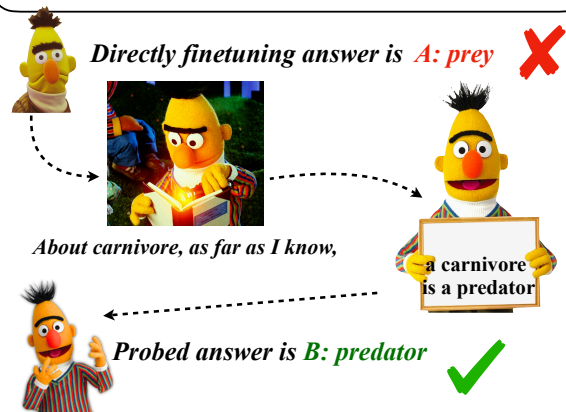 Directly finetuning answer is A: prey
About carnivore, as far as I know,
a carnivore
is a predator
Probed answer is B: predator